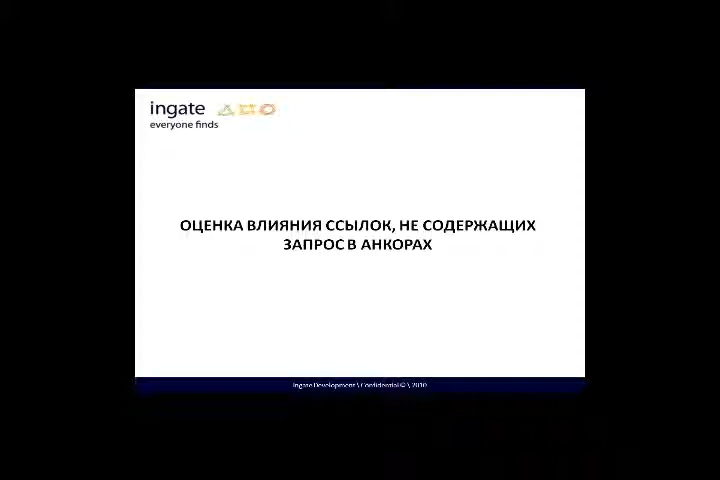 ingate
everyone finds
ОЦЕНКА ВЛИЯНИЯ ССЫЛОК, НЕ СОДЕРЖАЩИХ
ЗАПРОС В АНКОРАХ
Ingate Development \ Confidential © \ 2010